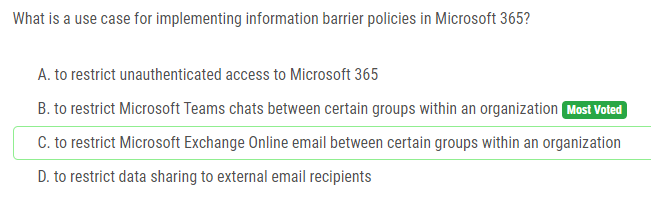 What is a use case for implementing information barrier policies in Microsoft 365?
A. to restrict unauthenticated access to Microsoft 365
B. to restrict Microsoft Teams chats between certain groups within an organization Most Voted
C. to restrict Microsoft Exchange Online email between certain groups within an organization
D. to restrict data sharing to external email recipients